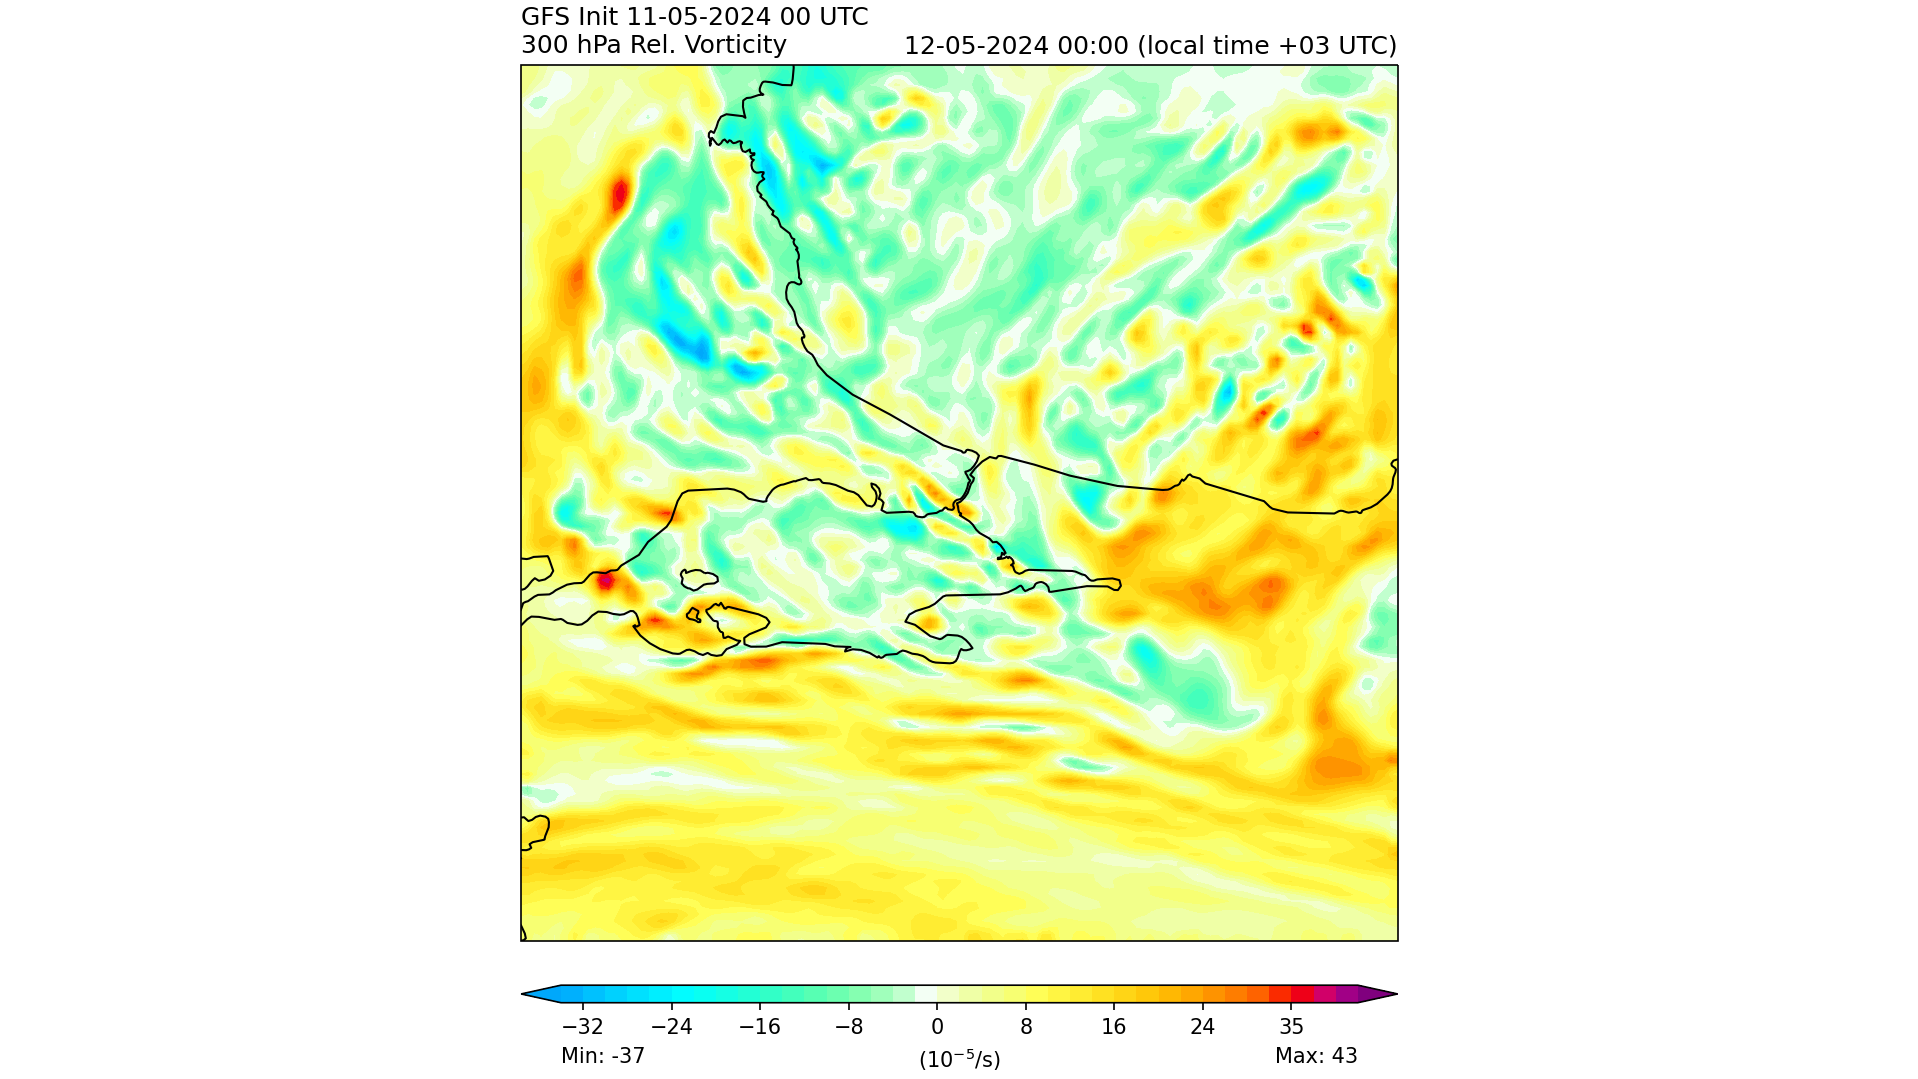 GFS Init 11-05-2024 00 UTC
300 hPa Rel. Vorticity
12-05-2024 00:00 (local time +03 UTC)
−32 −24 −16 −8 0 8 16 24 35
Min: -37
(10⁻⁵/s)
Max: 43